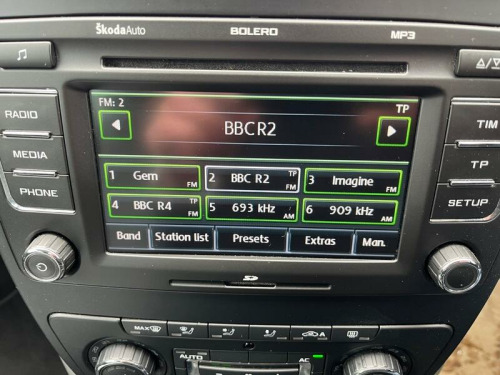 ŠkodaAuto BOLERO MP3
FM: 2 TP
BBC R2
1 Gem FM 2 BBC R2 TP FM 3 Imagine FM
4 BBC R4 TP FM 5 693 kHz AM 6 909 kHz AM
Band Station list Presets Extras Man.
RADIO
MEDIA
PHONE
TIM
TP
SETUP
SD
MAX A
AUTO AC